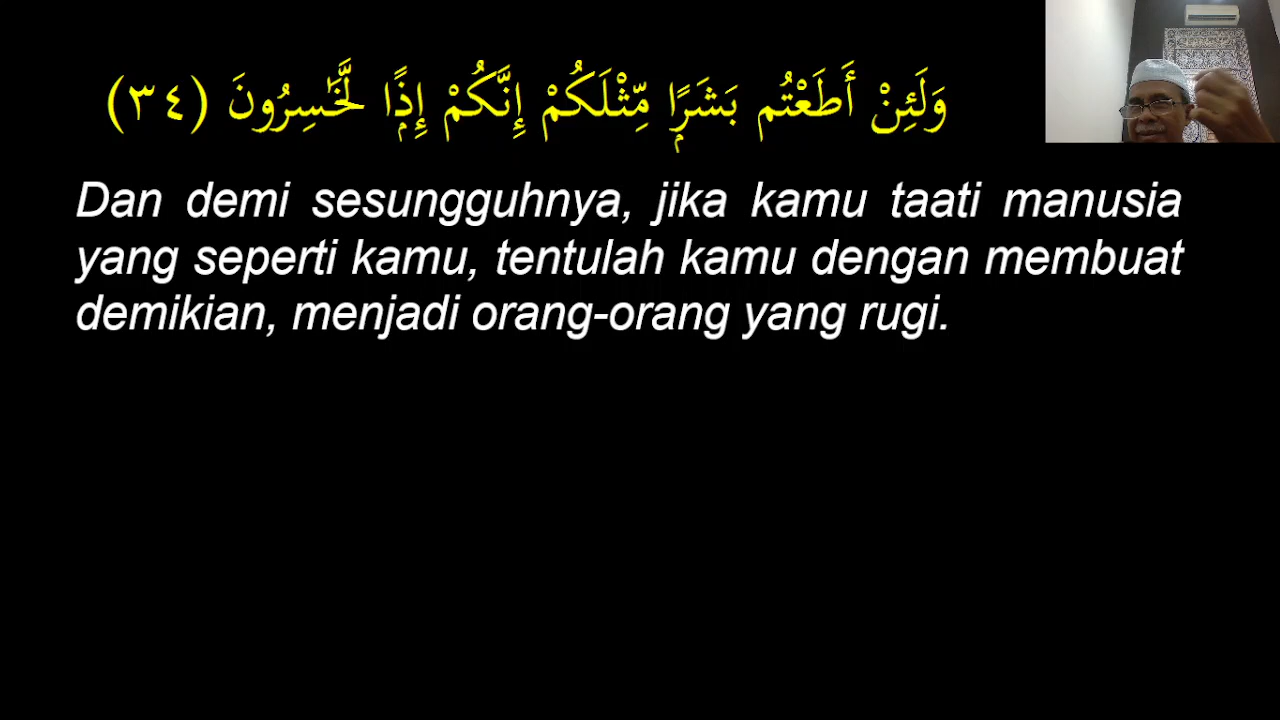 وَلَئِنْ أَطَعْتُم بَشَرًۭا مِّثْلَكُمْ إِنَّكُمْ إِذًۭا لَّخَٰسِرُونَ (٣٤)
Dan demi sesungguhnya, jika kamu taati manusia
yang seperti kamu, tentulah kamu dengan membuat
demikian, menjadi orang-orang yang rugi.